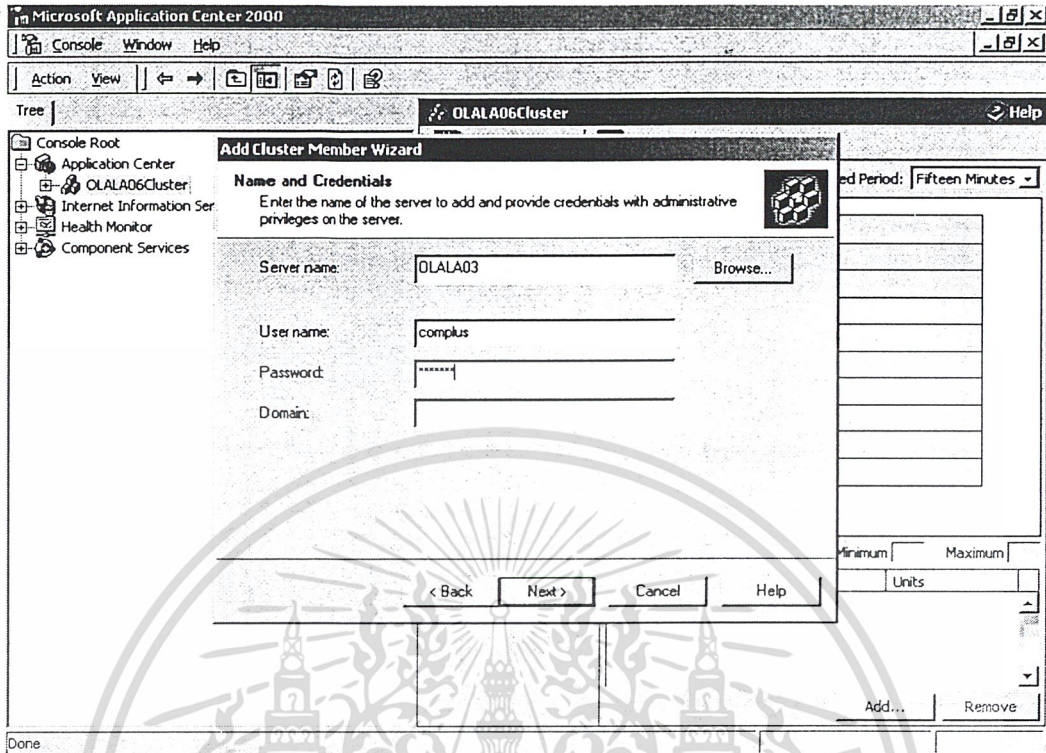 Microsoft Application Center 2000
Console Window Help
Action View
Tree
OLALA06Cluster
Help
Console Root
Application Center
OLALA06Cluster
Internet Information Ser
Health Monitor
Component Services
Add Cluster Member Wizard
Name and Credentials
Enter the name of the server to add and provide credentials with administrative
privileges on the server.
ed Period: Fifteen Minutes
Server name: OLALA03 Browse...
User name: complus
Password: *******
Domain:
< Back Next > Cancel Help
Minimum Maximum
Units
Add... Remove
Done